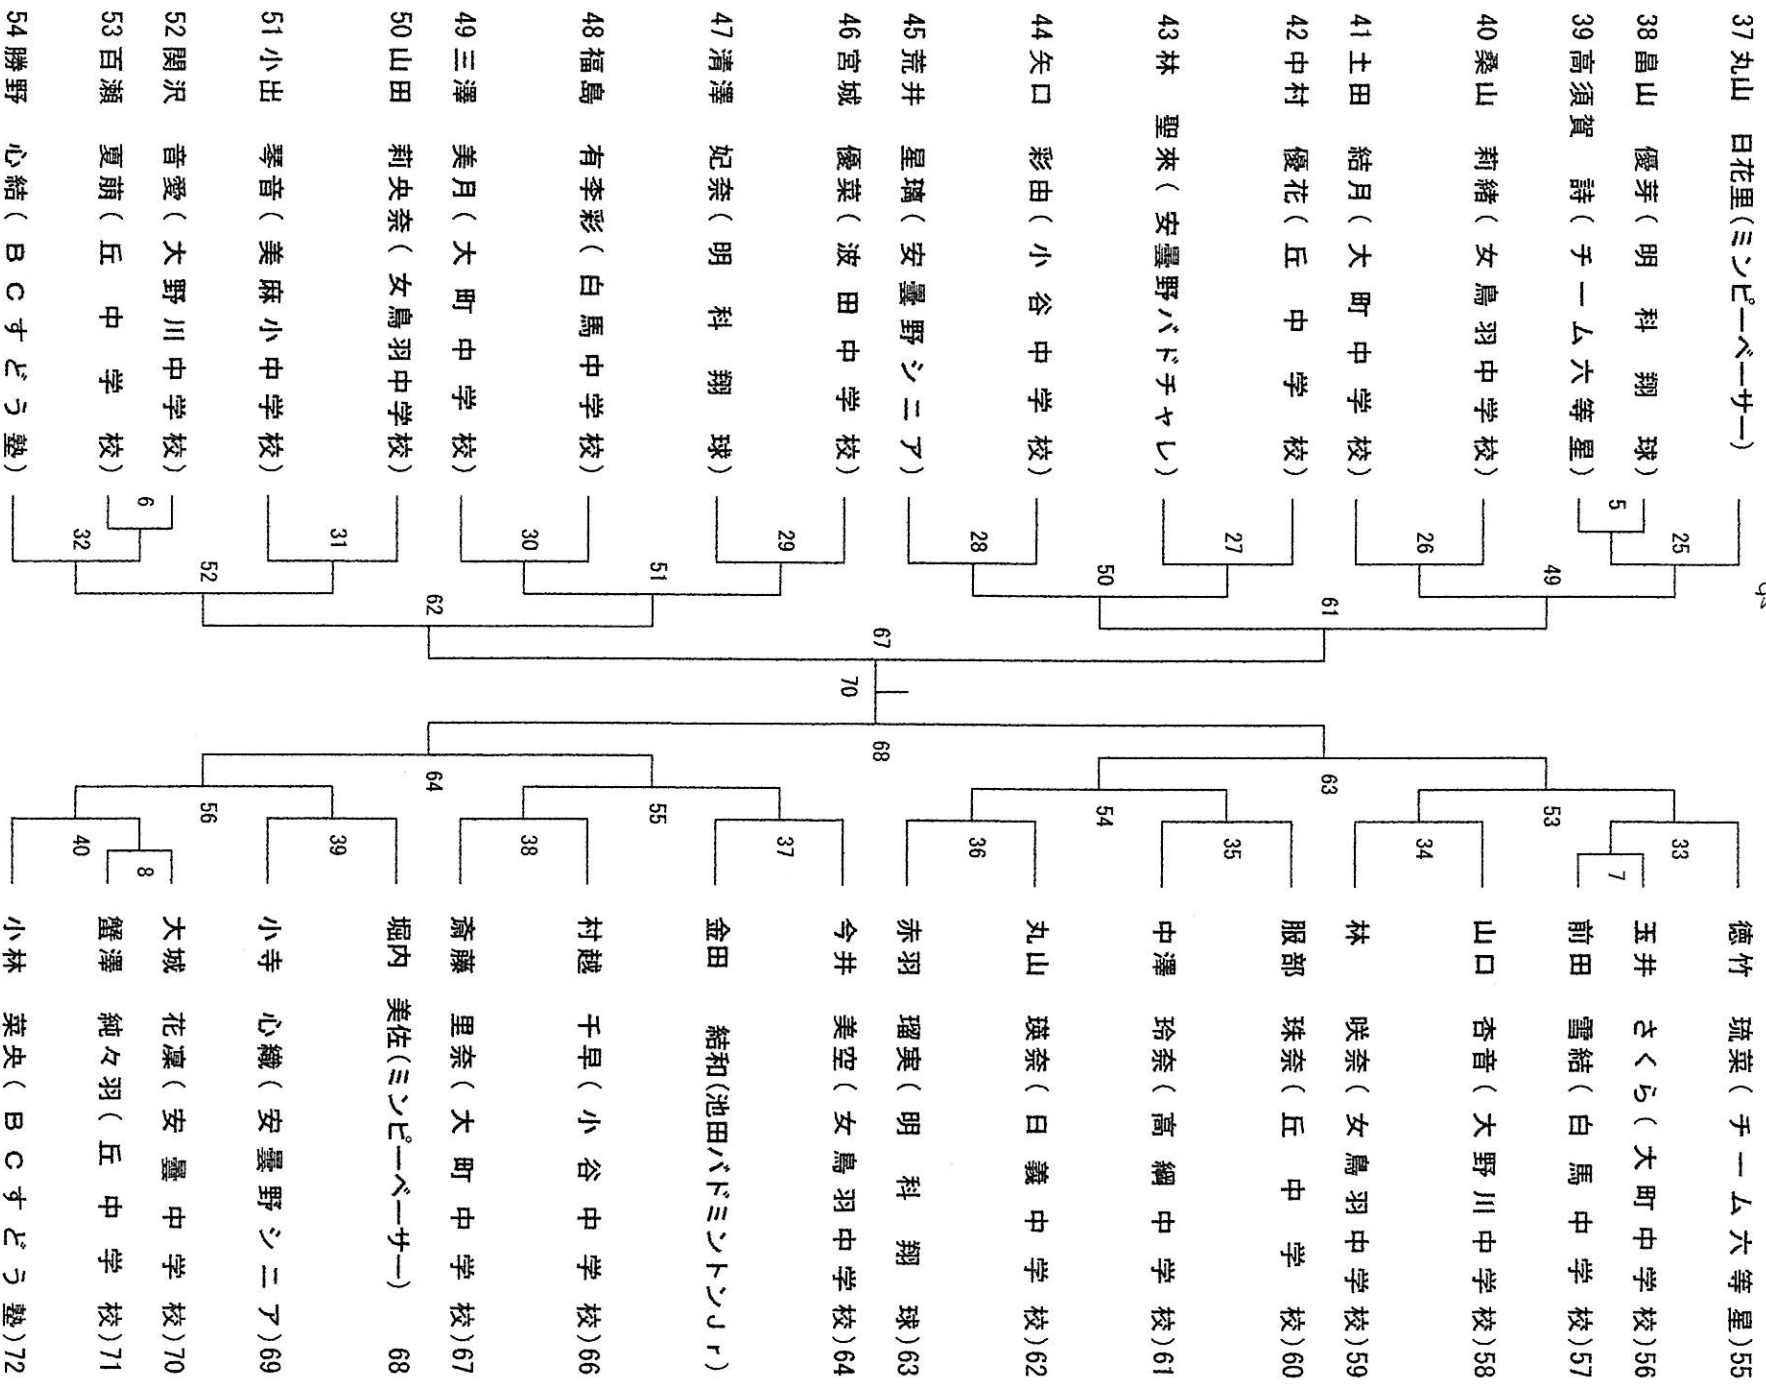 37 丸山 日花里(ミンピーベーサー)
38 畠山 優芽(明科翔球)
39 高須賀 詩(チーム六等星)
40 桑山 莉緒(女鳥羽中学校)
41 土田 結月(大町中学校)
42 中村 優花(丘中学校)
43 林 聖來(安曇野バドチャレ)
44 矢口 彩由(小谷中学校)
45 荒井 星璃(安曇野シニア)
46 宮城 優菜(波田中学校)
47 清澤 妃奈(明科翔球)
48 福島 有李彩(白馬中学校)
49 三澤 美月(大町中学校)
50 山田 莉央奈(女鳥羽中学校)
51 小出 琴音(美麻小中学校)
52 関沢 音愛(大野川中学校)
53 百瀬 夏萠(丘中学校)
54 勝野 心結(BCすどう塾)
5
6
25
26
27
28
29
30
31
32
49
50
51
52
61
62
67
70
68
63
64
53
54
55
56
33
34
35
36
37
38
39
40
7
8
徳竹 琉菜(チーム六等星)55
玉井 さくら(大町中学校)56
前田 雪結(白馬中学校)57
山口 杏音(大野川中学校)58
林 咲奈(女鳥羽中学校)59
服部 珠奈(丘中学校)60
中澤 玲奈(高綱中学校)61
丸山 瑛奈(日義中学校)62
赤羽 瑠実(明科翔球)63
今井 美空(女鳥羽中学校)64
金田 結和(池田バドミントンJr)
村越 千早(小谷中学校)66
斎藤 里奈(大町中学校)67
堀内 美佐(ミンピーベーサー) 68
小寺 心織(安曇野シニア)69
大城 花凜(安曇中学校)70
蟹澤 純々羽(丘中学校)71
小林 菜央(BCすどう塾)72